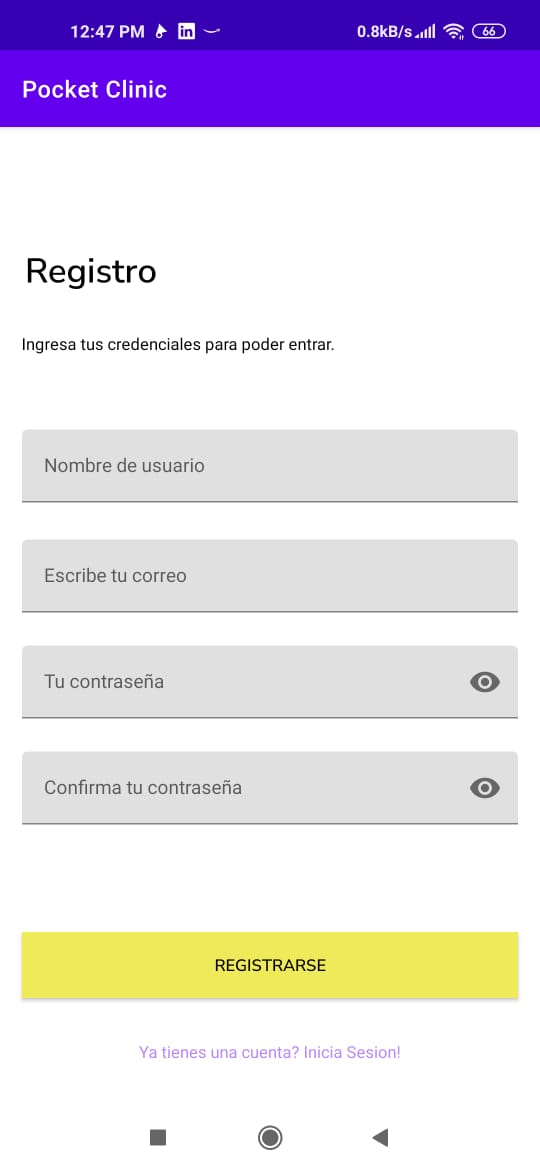 12:47 PM 0.8kB/s 66
Pocket Clinic
Registro
Ingresa tus credenciales para poder entrar.
Nombre de usuario
Escribe tu correo
Tu contraseña
Confirma tu contraseña
REGISTRARSE
Ya tienes una cuenta? Inicia Sesion!